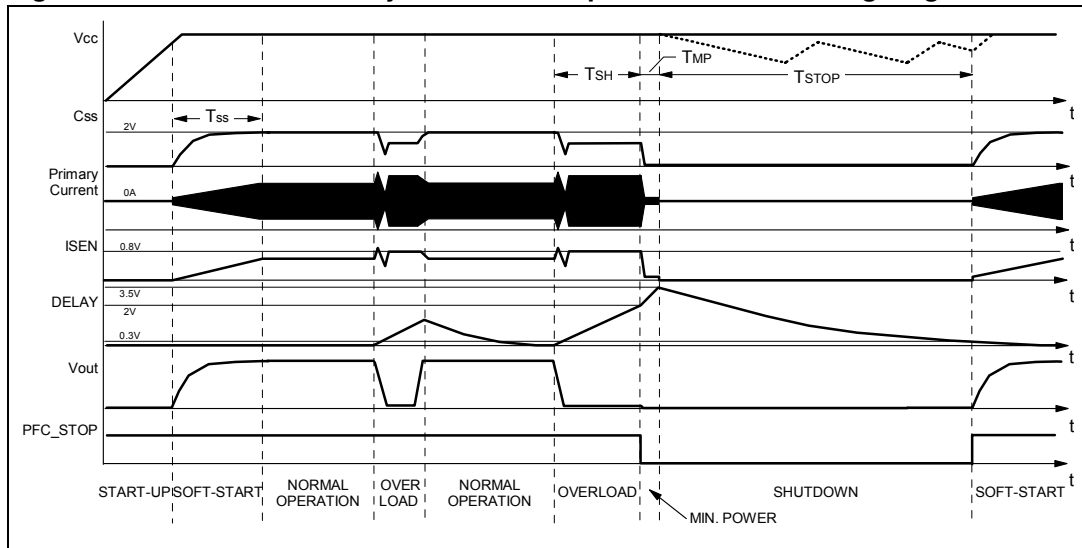 Vcc
TMP
TSH
TSTOP
t
Css
2V
Tss
t
Primary
Current
0A
t
ISEN
0.8V
t
DELAY
3.5V
2V
0.3V
t
Vout
t
PFC_STOP
t
START-UP
SOFT-START
NORMAL
OPERATION
OVER
LOAD
NORMAL
OPERATION
OVERLOAD
MIN. POWER
SHUTDOWN
SOFT-START